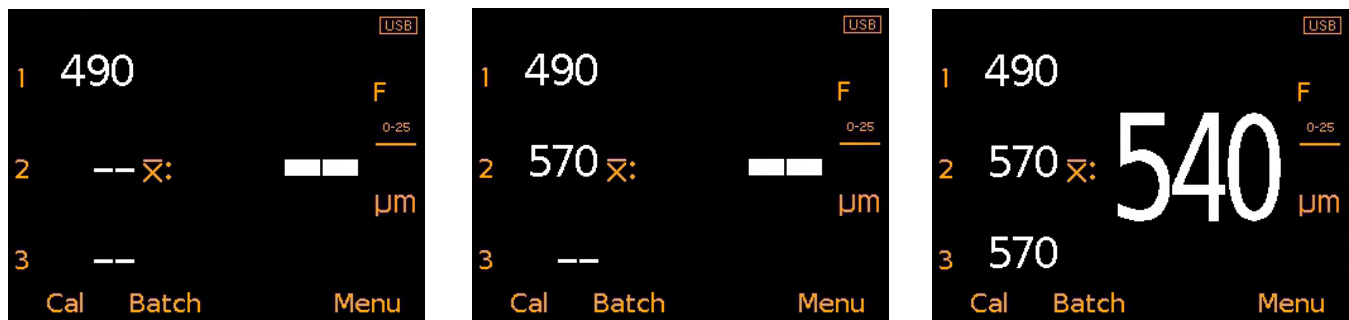 USB
1 490
F
0-25
2 -- x̄: --
µm
3 --
Cal Batch Menu
USB
1 490
F
0-25
2 570 x̄: --
µm
3 --
Cal Batch Menu
USB
1 490
F
0-25
2 570 x̄: 540
µm
3 570
Cal Batch Menu